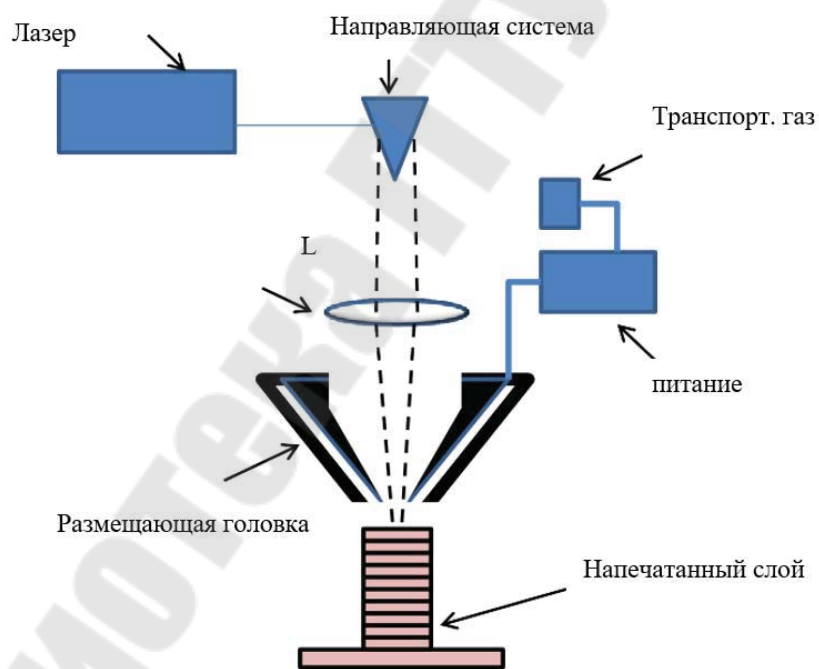 Лазер
Направляющая система
Транспорт. газ
L
питание
Размещающая головка
Напечатанный слой